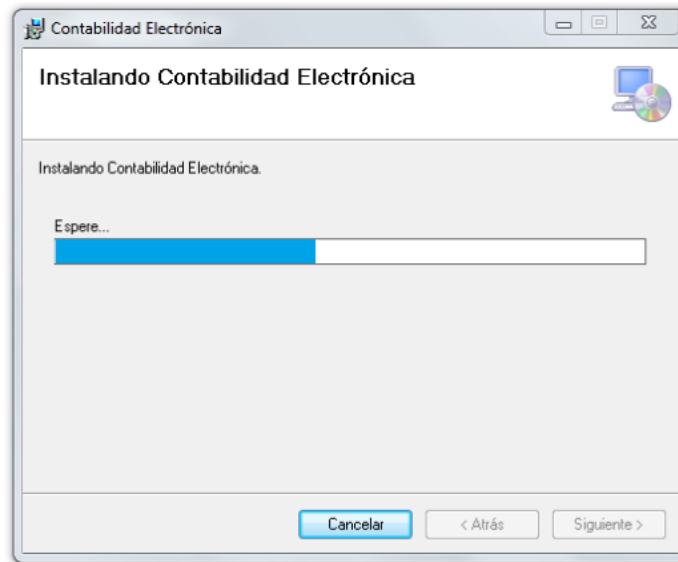 Contabilidad Electrónica
Instalando Contabilidad Electrónica
Instalando Contabilidad Electrónica.
Espere...
Cancelar
< Atrás
Siguiente >